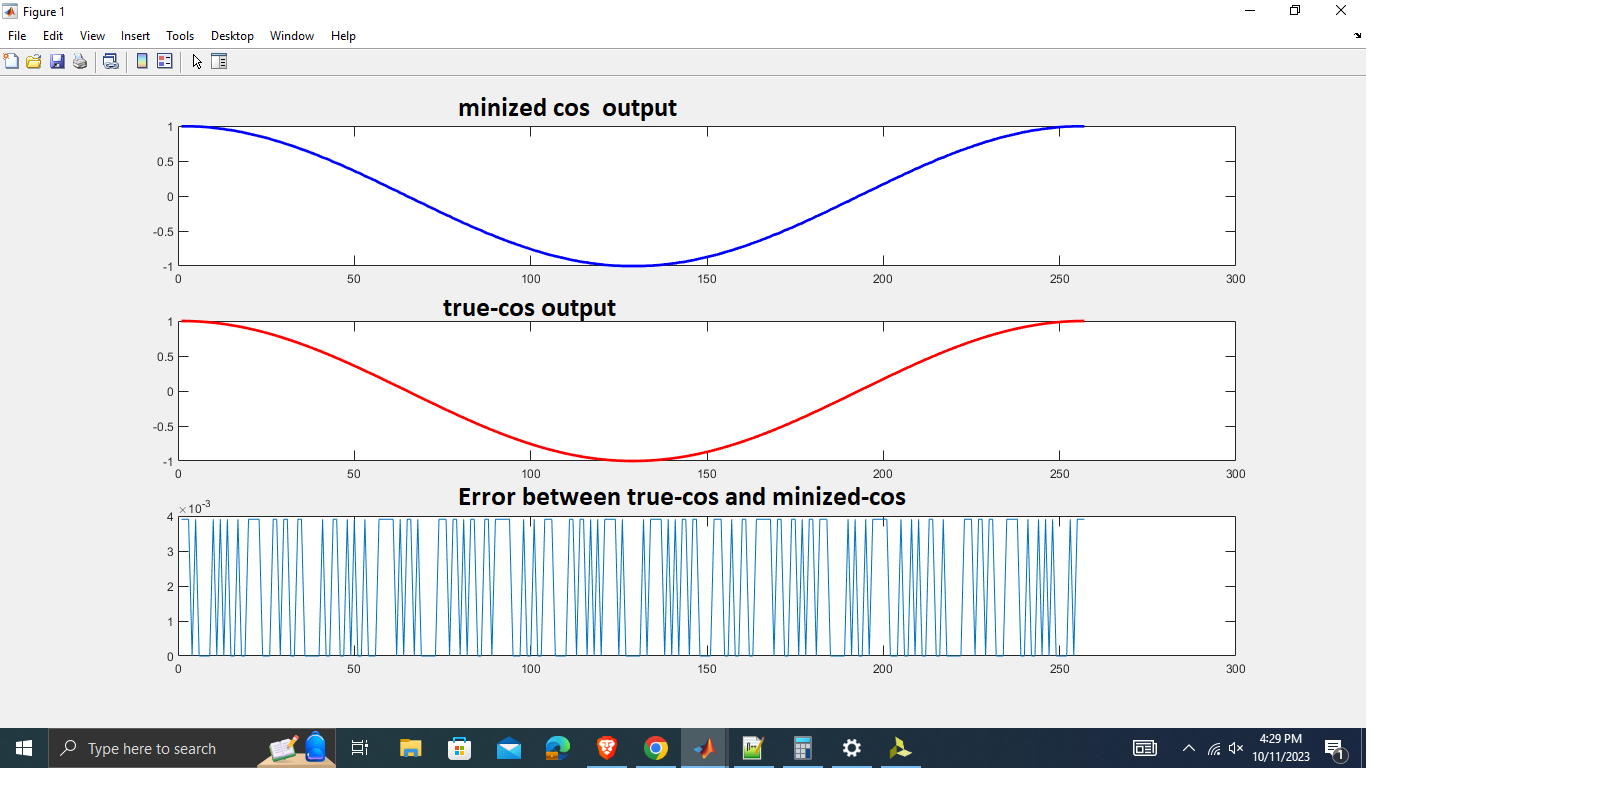 Figure 1
File Edit View Insert Tools Desktop Window Help
minized cos  output
1
0.5
0
-0.5
-1
0 50 100 150 200 250 300
true-cos output
1
0.5
0
-0.5
-1
0 50 100 150 200 250 300
Error between true-cos and minized-cos
×10-3
4
3
2
1
0
0 50 100 150 200 250 300
Type here to search
4:29 PM
10/11/2023
1